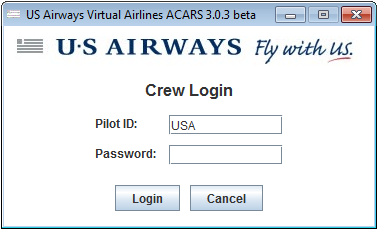 US Airways Virtual Airlines ACARS 3.0.3 beta
U·S AIRWAYS Fly with us.
Crew Login
Pilot ID: USA
Password:
Login Cancel